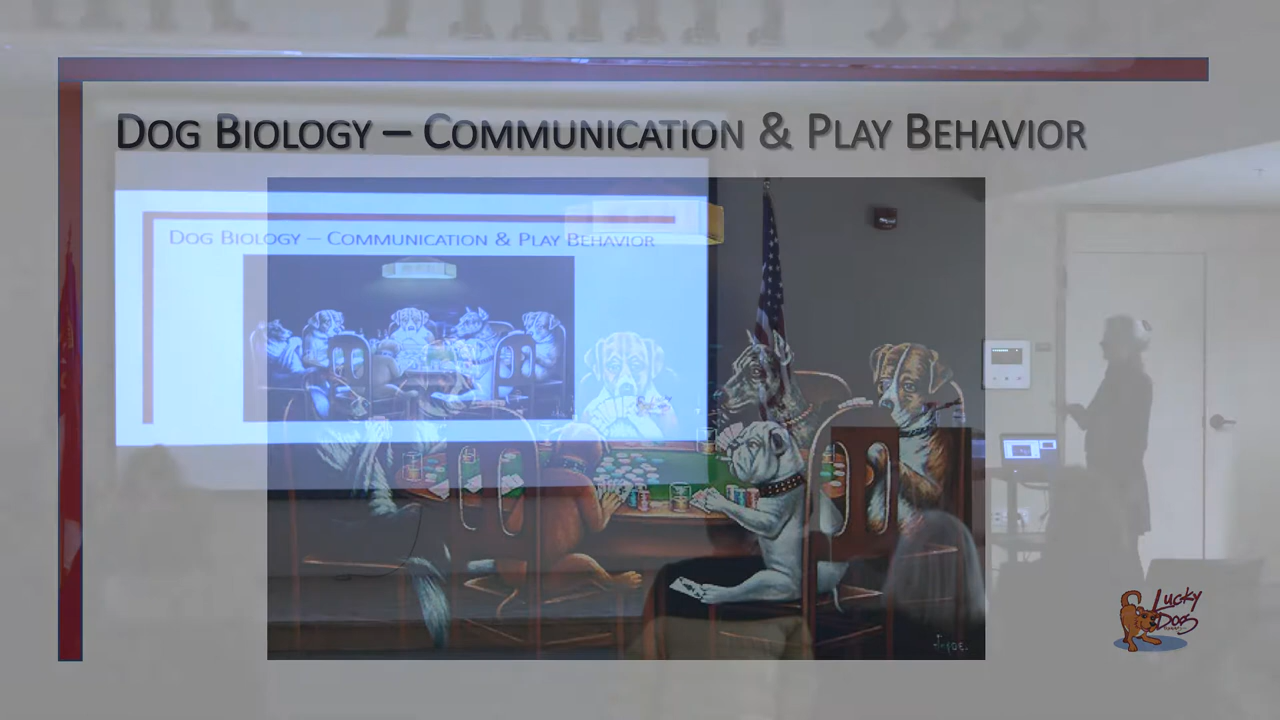 DOG BIOLOGY – COMMUNICATION & PLAY BEHAVIOR
DOG BIOLOGY – COMMUNICATION & PLAY BEHAVIOR
LUCKY
DOG